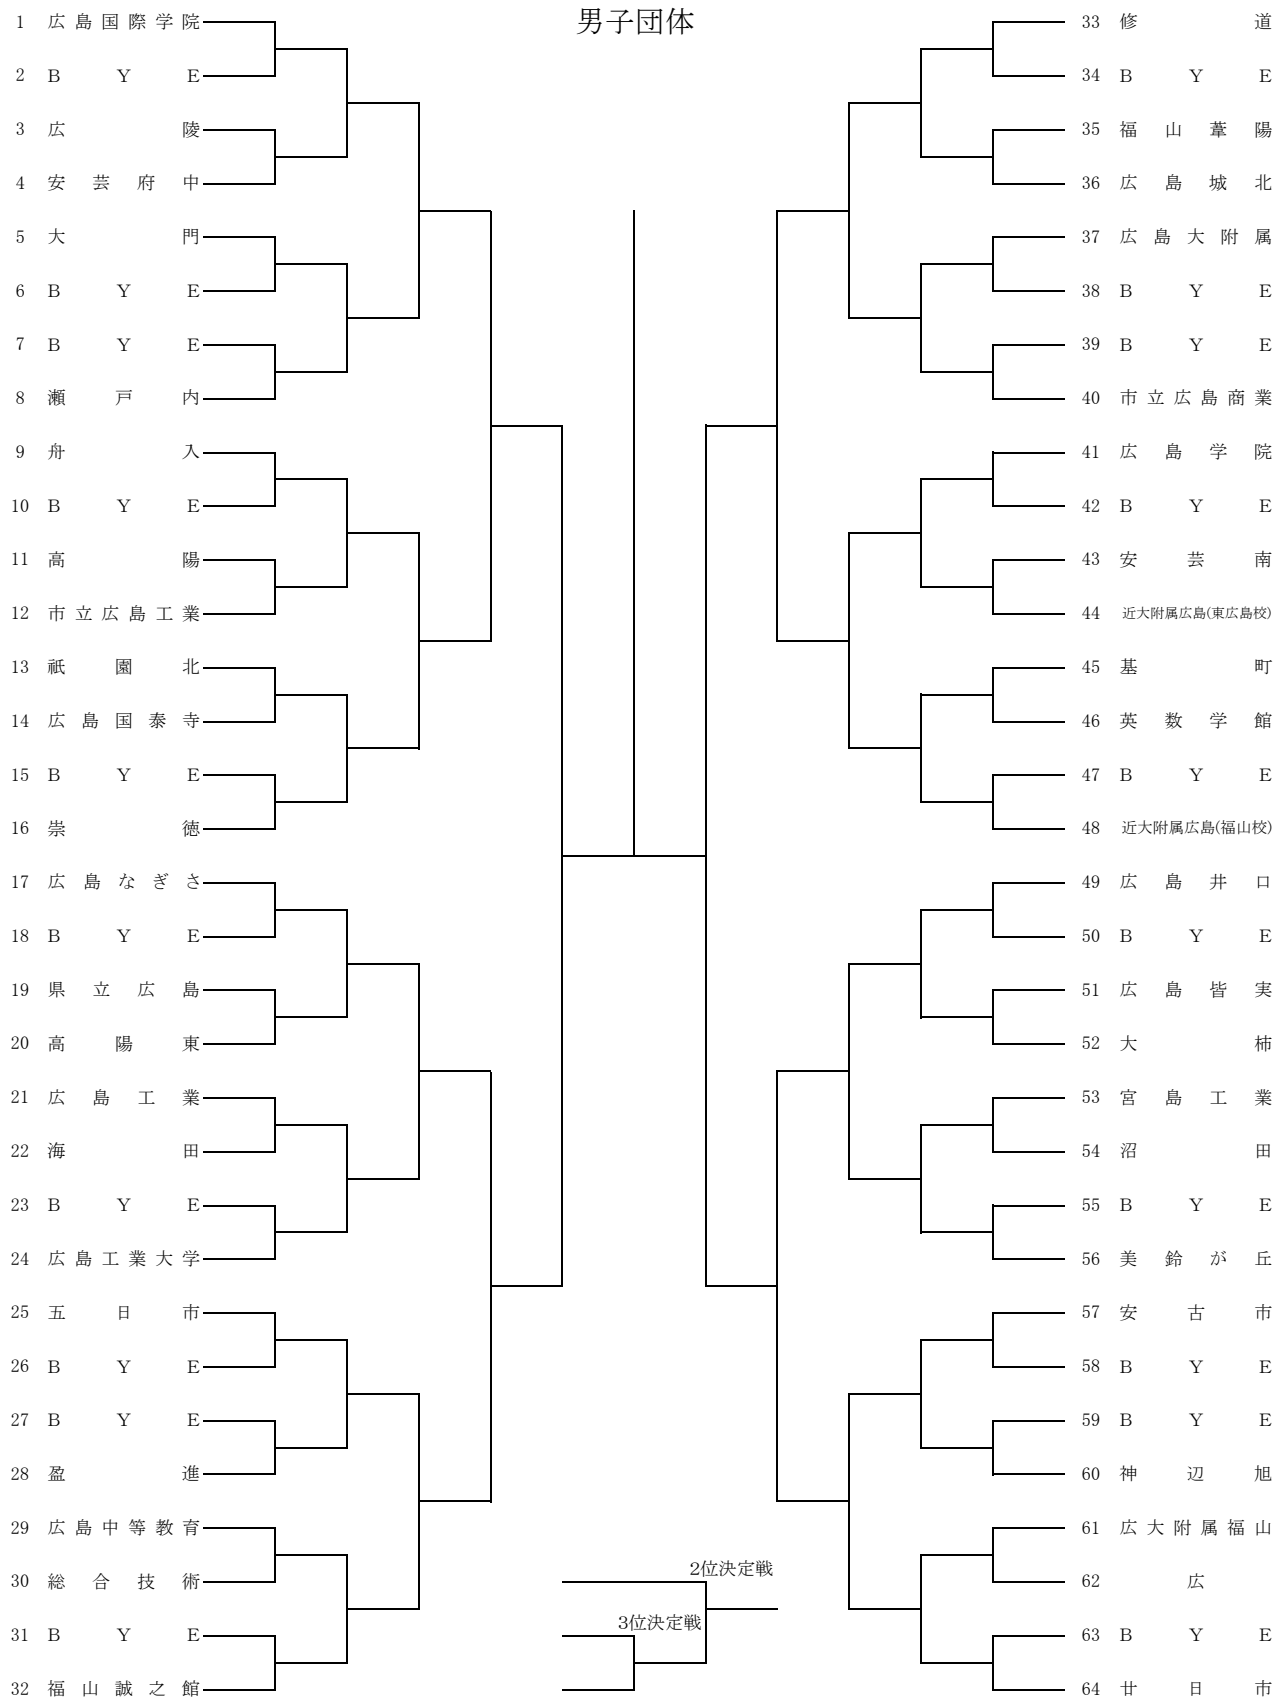 男子団体
1 広島国際学院
2 BYE
3 広陵
4 安芸府中
5 大門
6 BYE
7 BYE
8 瀬戸内
9 舟入
10 BYE
11 高陽
12 市立広島工業
13 祇園北
14 広島国泰寺
15 BYE
16 崇徳
17 広島なぎさ
18 BYE
19 県立広島
20 高陽東
21 広島工業
22 海田
23 BYE
24 広島工業大学
25 五日市
26 BYE
27 BYE
28 盈進
29 広島中等教育
30 総合技術
31 BYE
32 福山誠之館
33 修道
34 BYE
35 福山葦陽
36 広島城北
37 広島大附属
38 BYE
39 BYE
40 市立広島商業
41 広島学院
42 BYE
43 安芸南
44 近大附属広島(東広島校)
45 基町
46 英数学館
47 BYE
48 近大附属広島(福山校)
49 広島井口
50 BYE
51 広島皆実
52 大柿
53 宮島工業
54 沼田
55 BYE
56 美鈴が丘
57 安古市
58 BYE
59 BYE
60 神辺旭
61 広大附属福山
62 広
63 BYE
64 廿日市
2位決定戦
3位決定戦